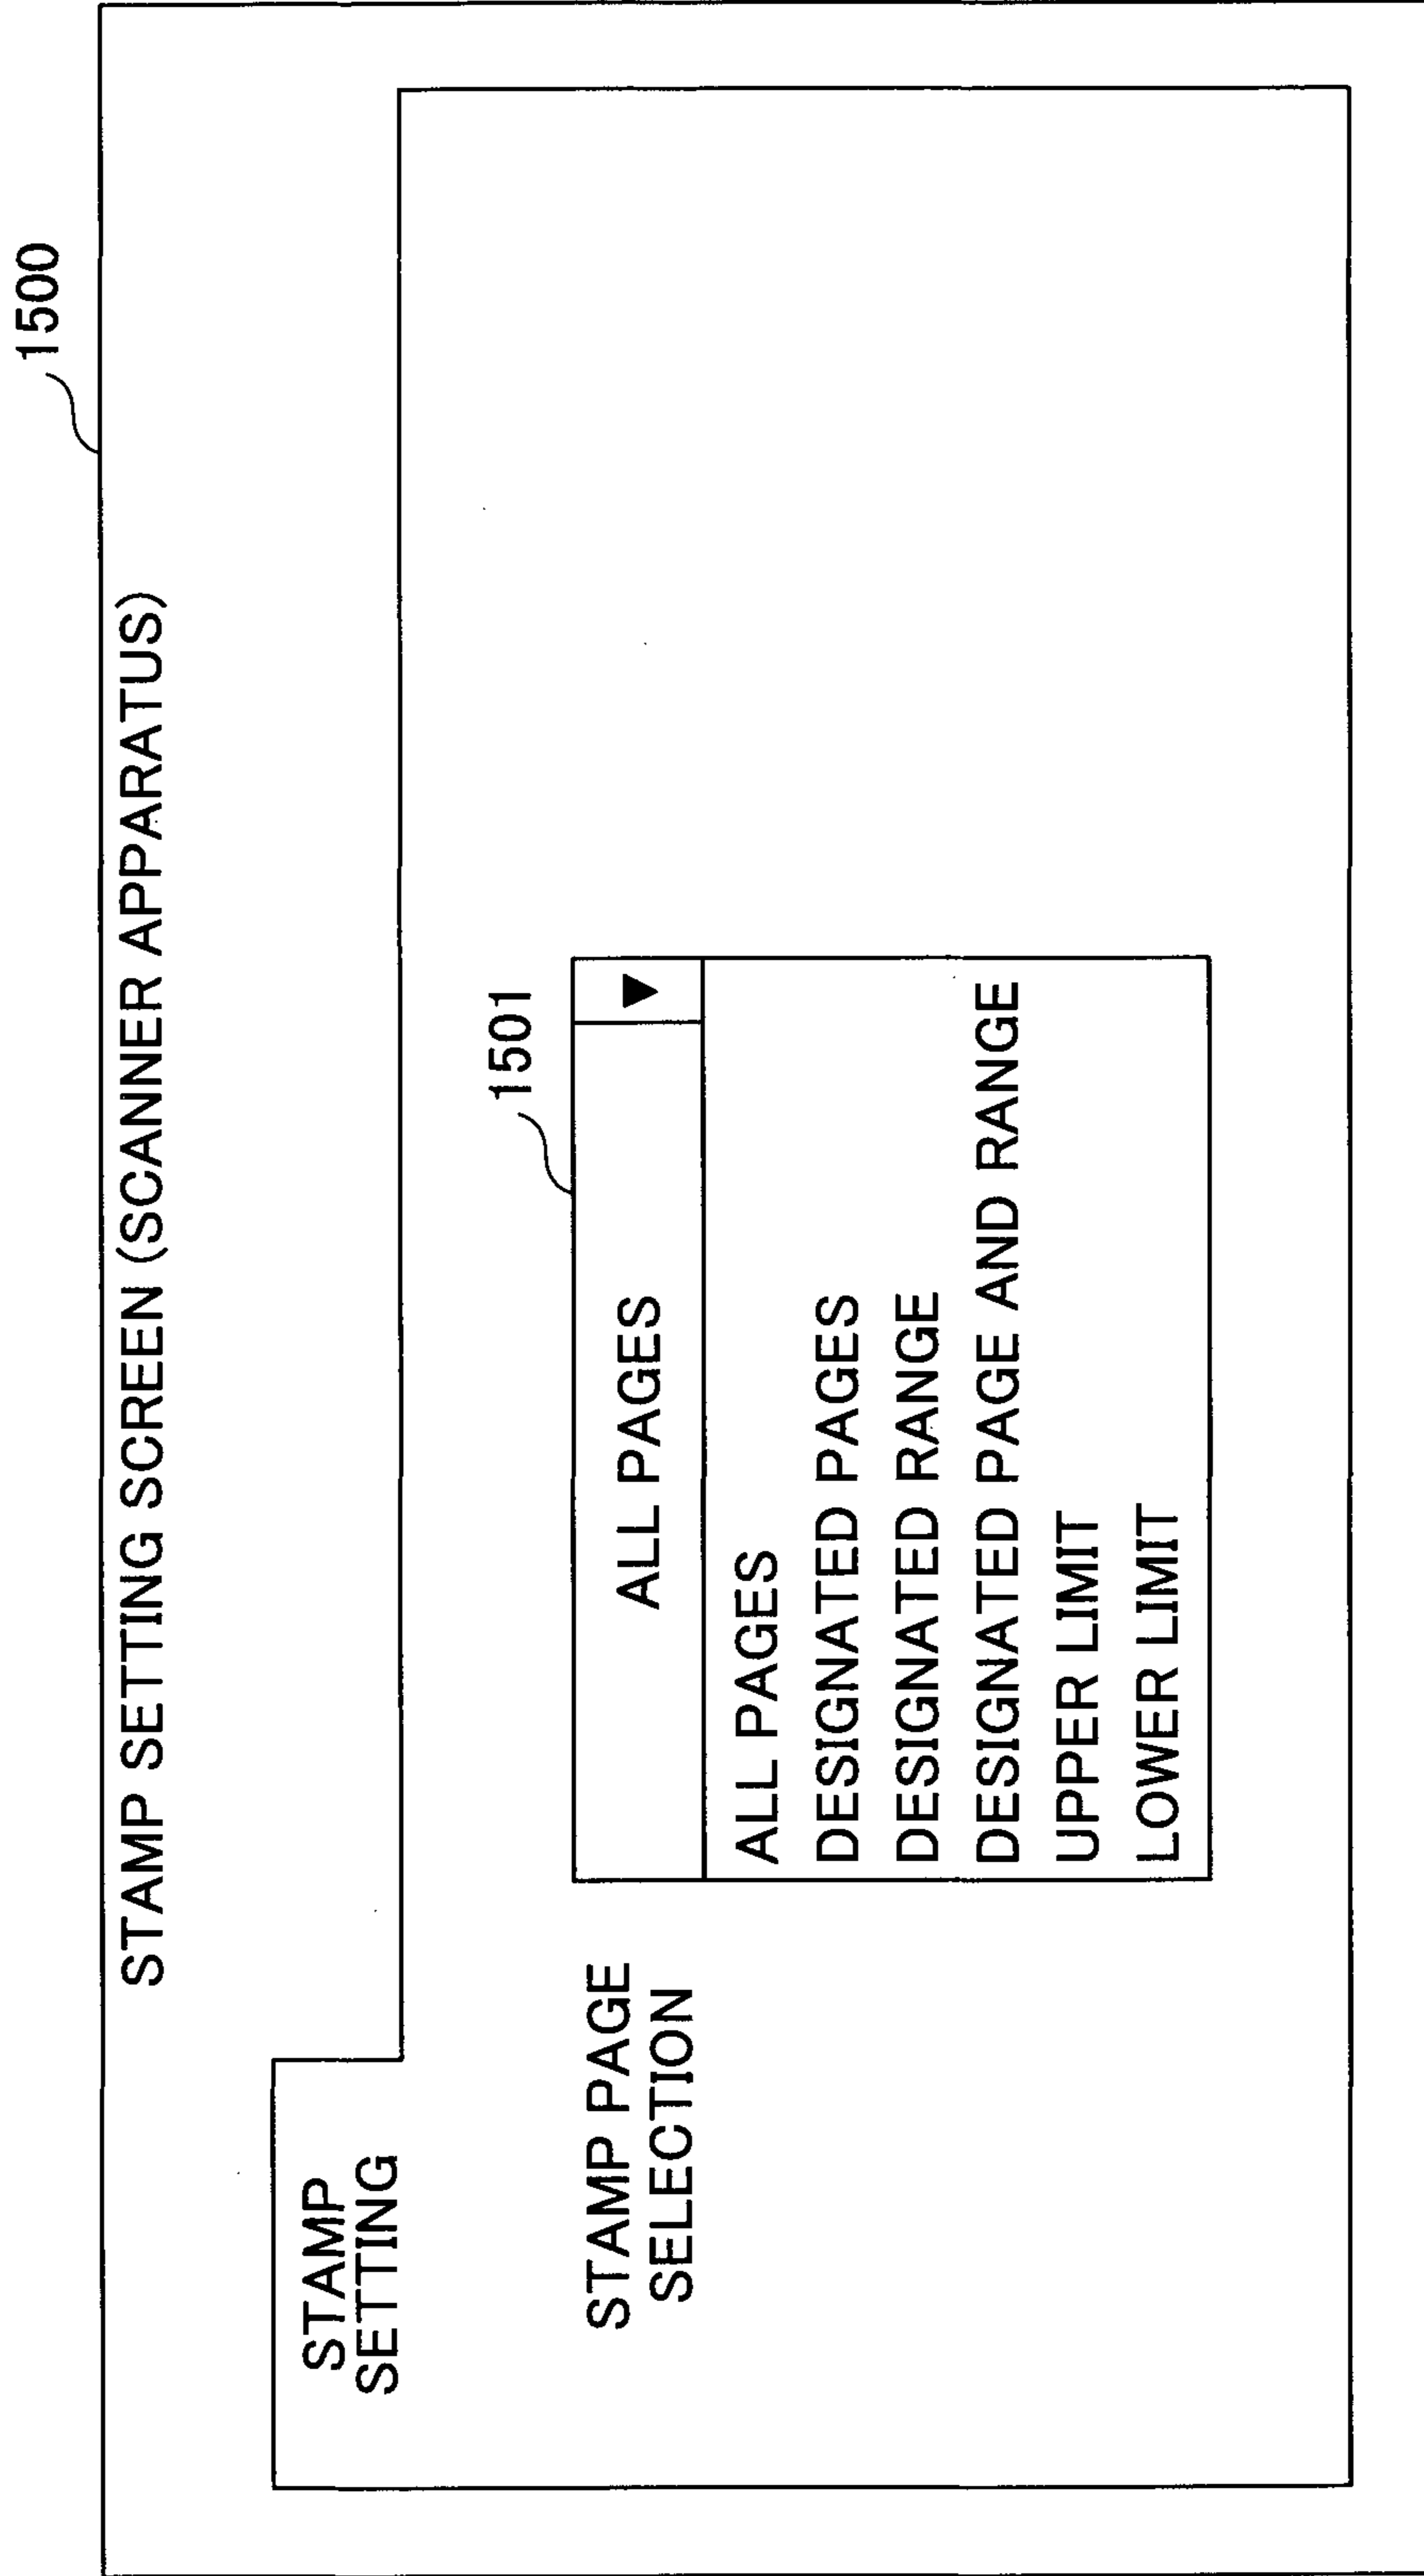 1500
STAMP SETTING SCREEN (SCANNER APPARATUS)
STAMP
SETTING
1501
STAMP PAGE
SELECTION
ALL PAGES ▼
ALL PAGES
DESIGNATED PAGES
DESIGNATED RANGE
DESIGNATED PAGE AND RANGE
UPPER LIMIT
LOWER LIMIT